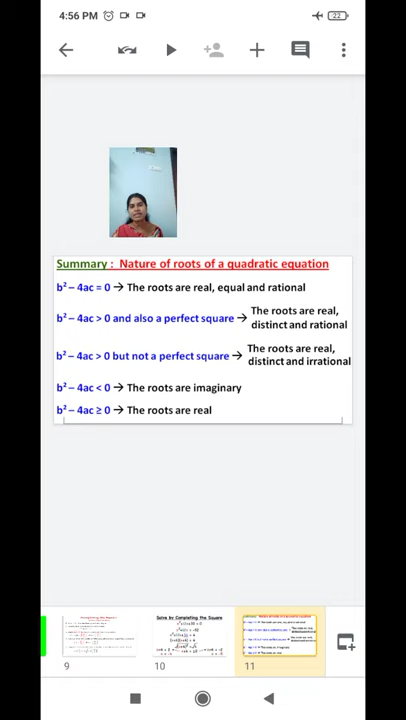 4:56 PM
22
Summary : Nature of roots of a quadratic equation
b² – 4ac = 0 → The roots are real, equal and rational
b² – 4ac > 0 and also a perfect square → The roots are real,
distinct and rational
b² – 4ac > 0 but not a perfect square → The roots are real,
distinct and irrational
b² – 4ac < 0 → The roots are imaginary
b² – 4ac ≥ 0 → The roots are real
Solve by Completing the Square
9
10
11